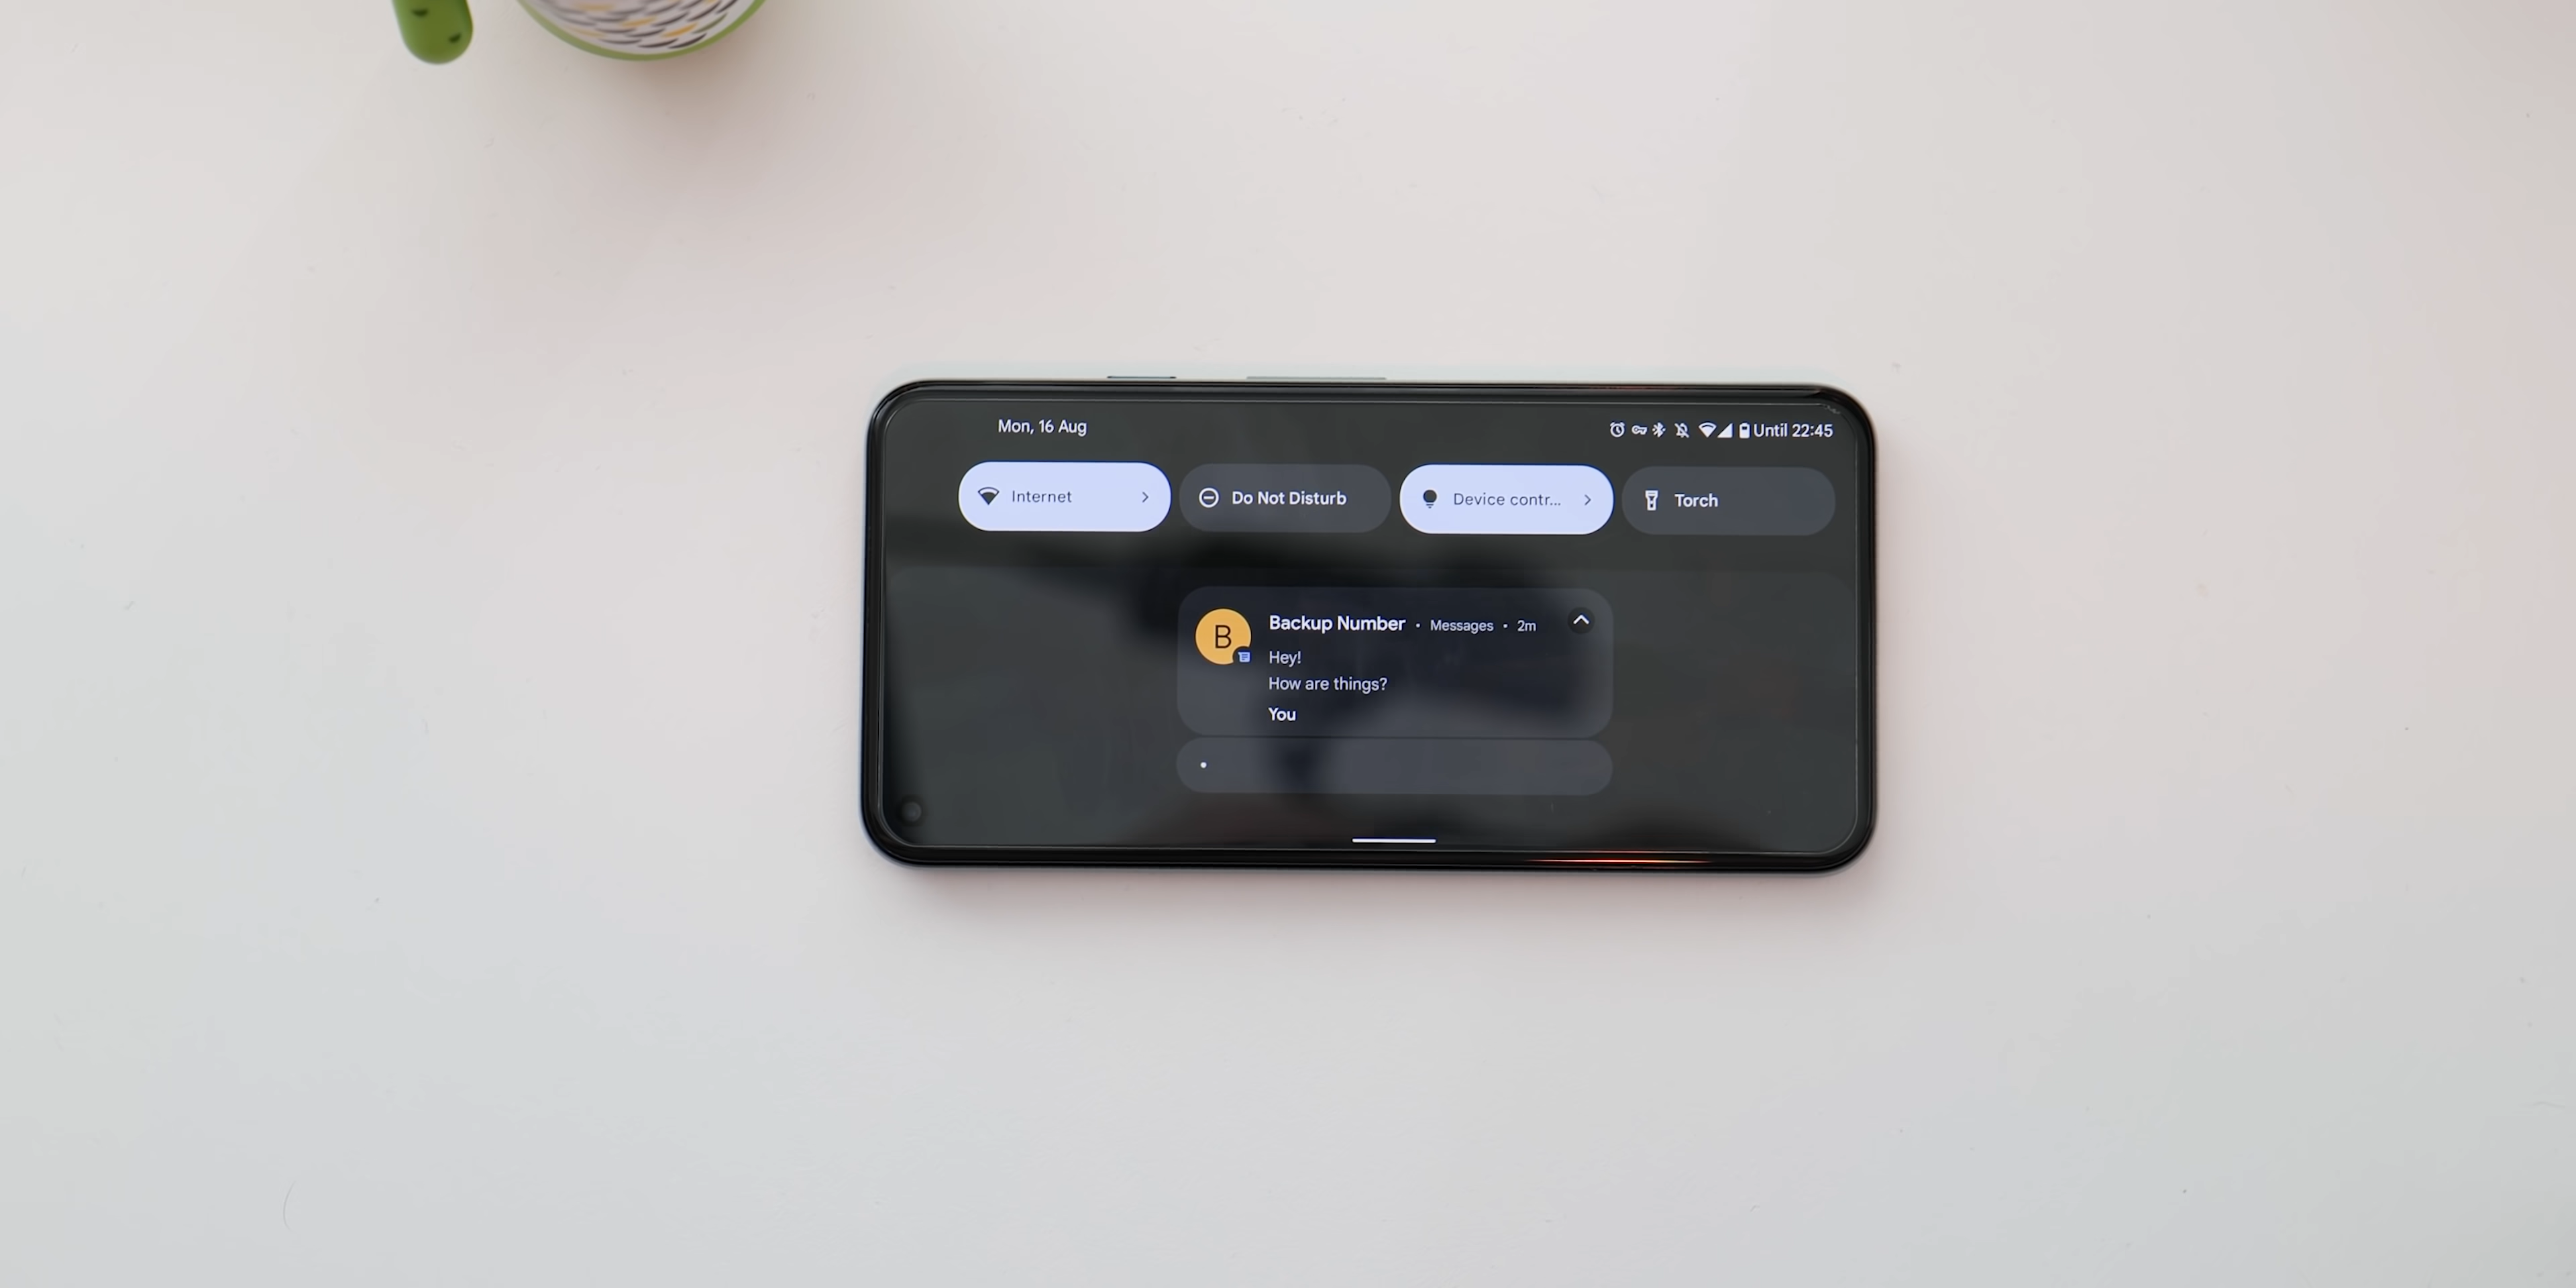 Mon, 16 Aug
Until 22:45
Internet
Do Not Disturb
Device contr...
Torch
B
Backup Number • Messages • 2m
Hey!
How are things?
You